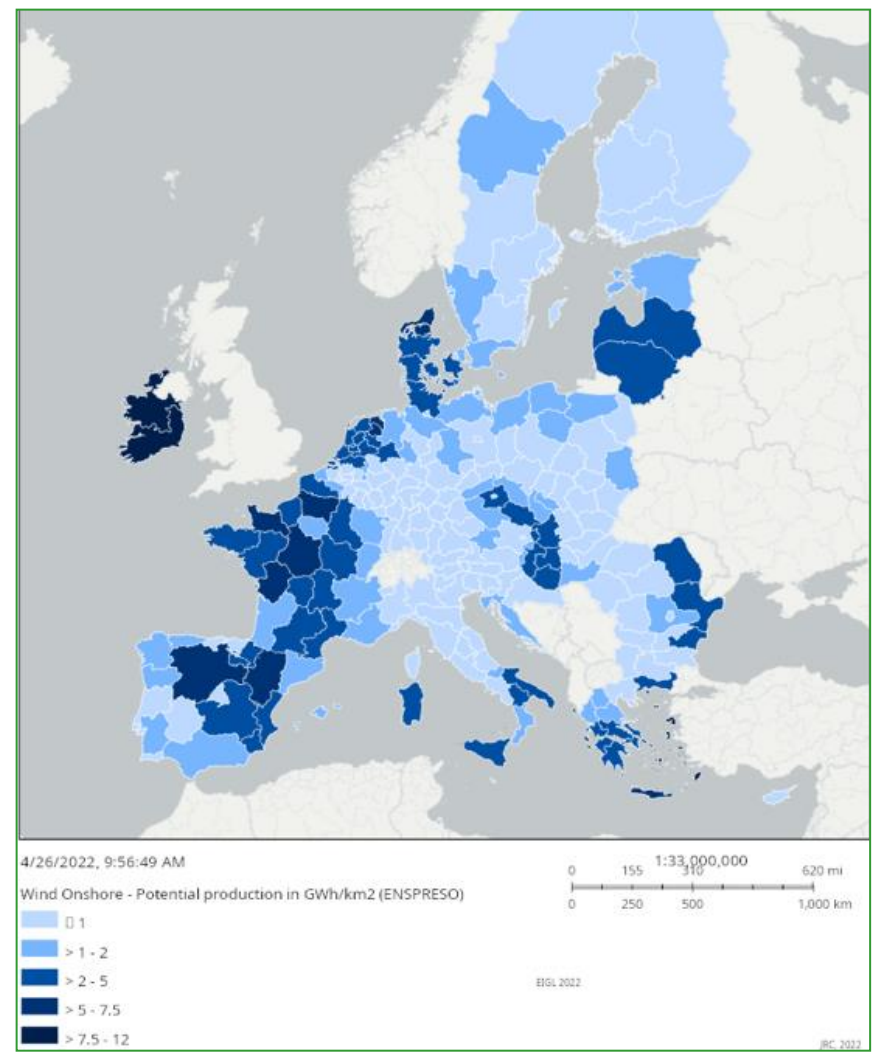 4/26/2022, 9:56:49 AM
1:33,000,000
0 155 310 620 mi
0 250 500 1,000 km
Wind Onshore - Potential production in GWh/km2 (ENSPRESO)
▯ 1
> 1 - 2
> 2 - 5
> 5 - 7.5
> 7.5 - 12
EIGL 2022
JRC, 2022